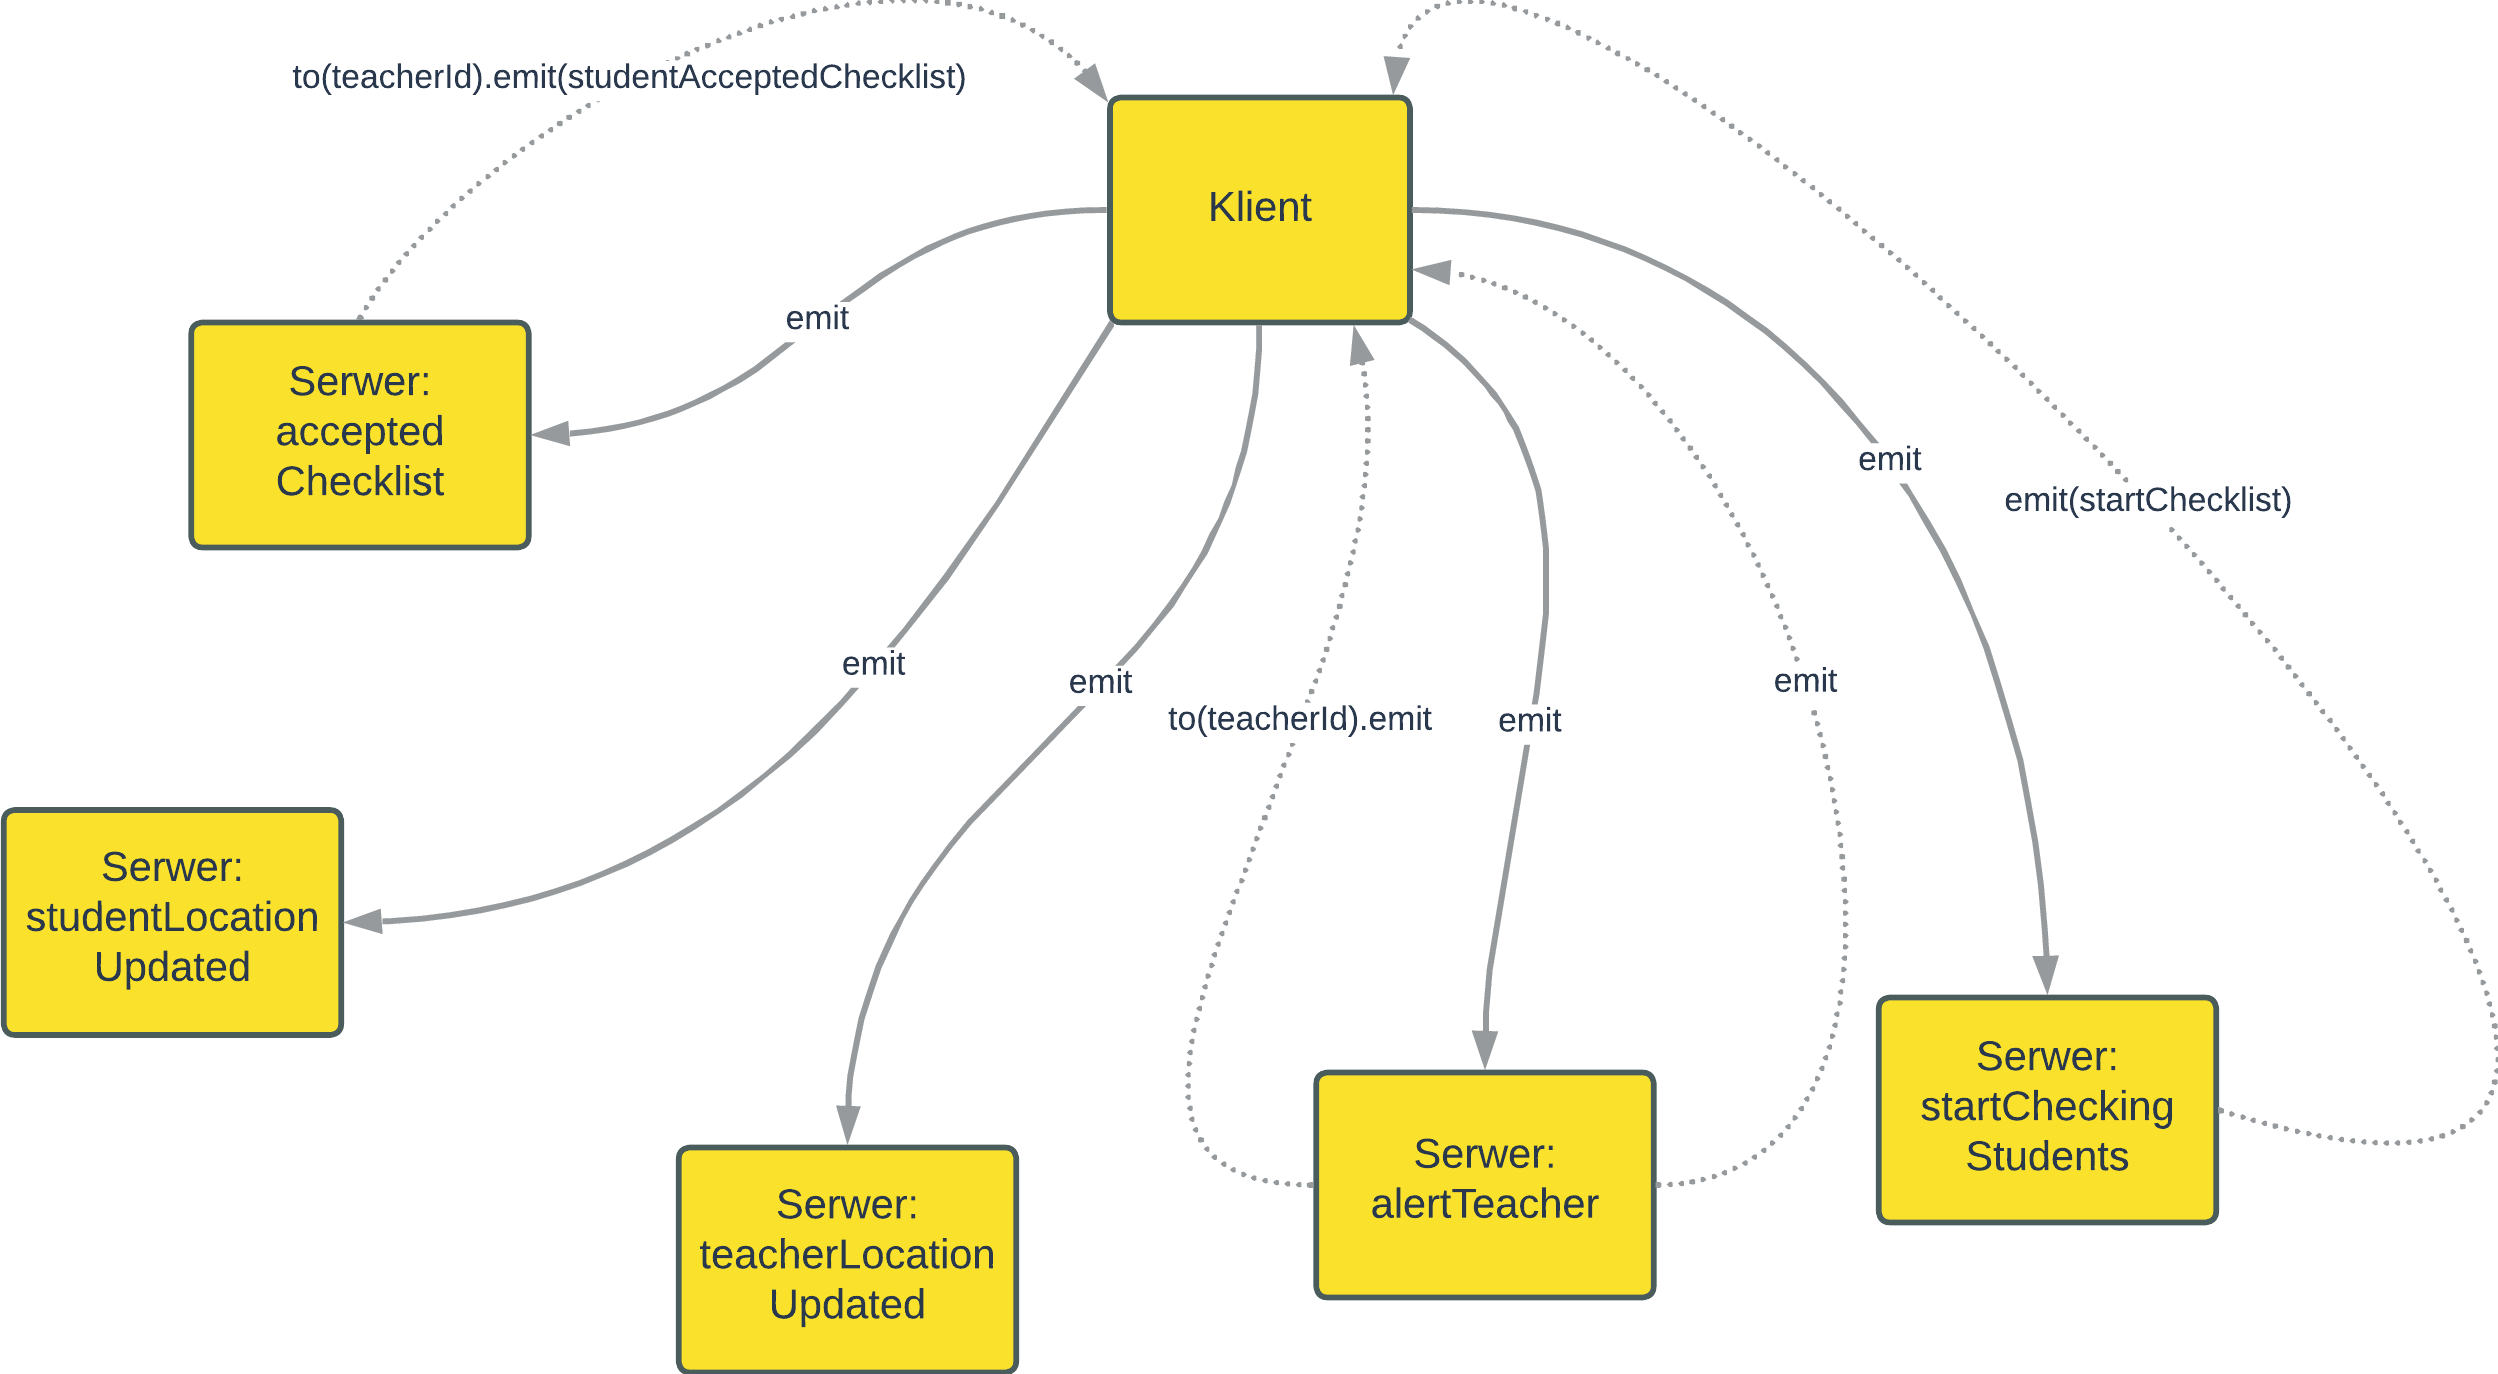 to(teacherId).emit(studentAcceptedChecklist)
Klient
emit
Serwer:
accepted
Checklist
emit
emit(startChecklist)
emit
emit
emit
to(teacherId).emit
emit
Serwer:
studentLocation
Updated
Serwer:
startChecking
Students
Serwer:
alertTeacher
Serwer:
teacherLocation
Updated